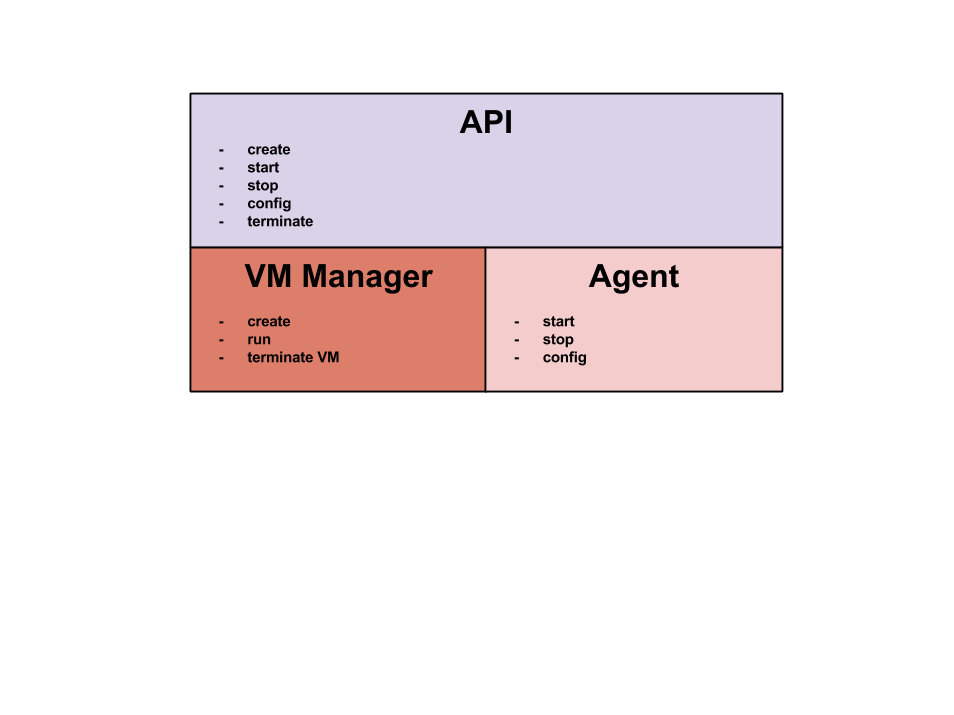 API
- create
- start
- stop
- config
- terminate
VM Manager
- create
- run
- terminate VM
Agent
- start
- stop
- config